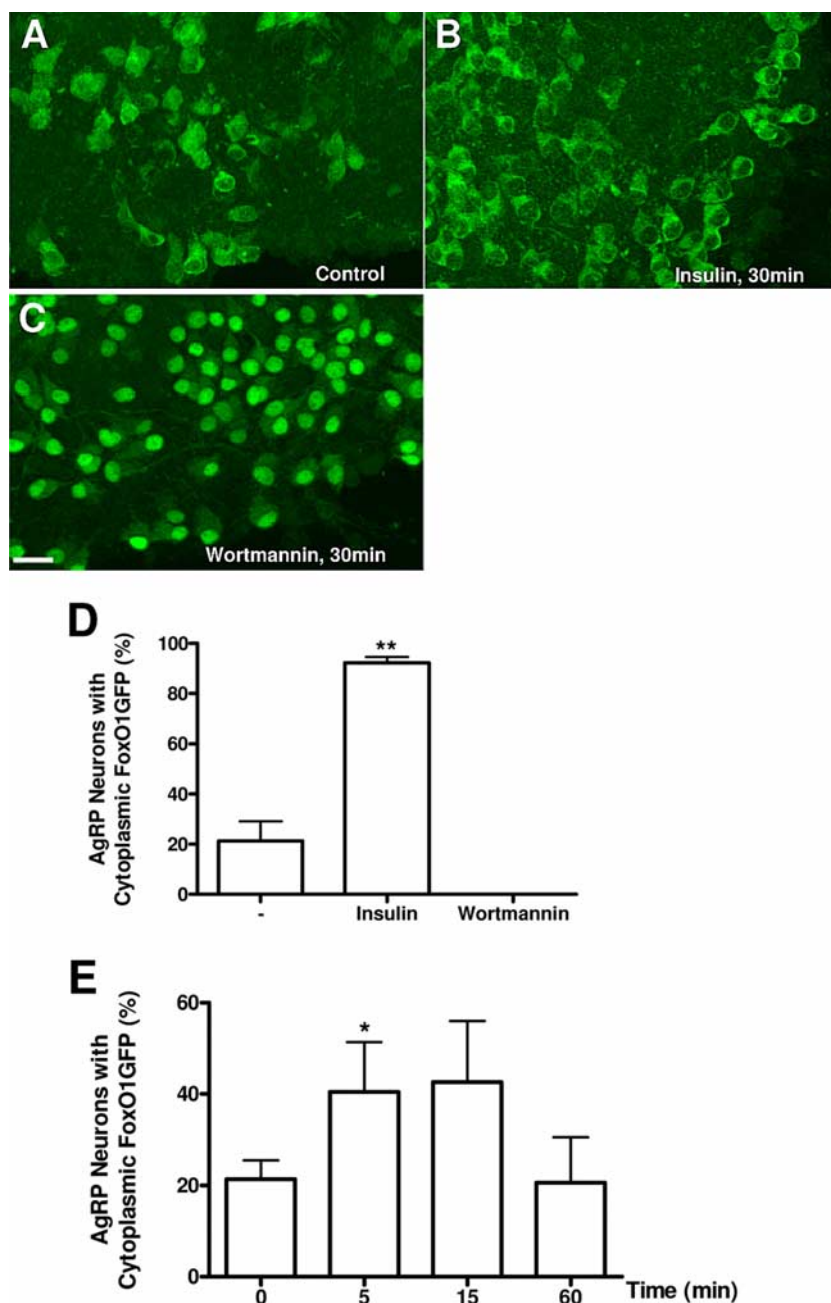 A
Control
B
Insulin, 30min
C
Wortmannin, 30min
D
AgRP Neurons with
Cytoplasmic FoxO1GFP (%)
100
80
60
40
20
0
-
Insulin
Wortmannin
**
E
AgRP Neurons with
Cytoplasmic FoxO1GFP (%)
60
40
20
0
*
0
5
15
60
Time (min)